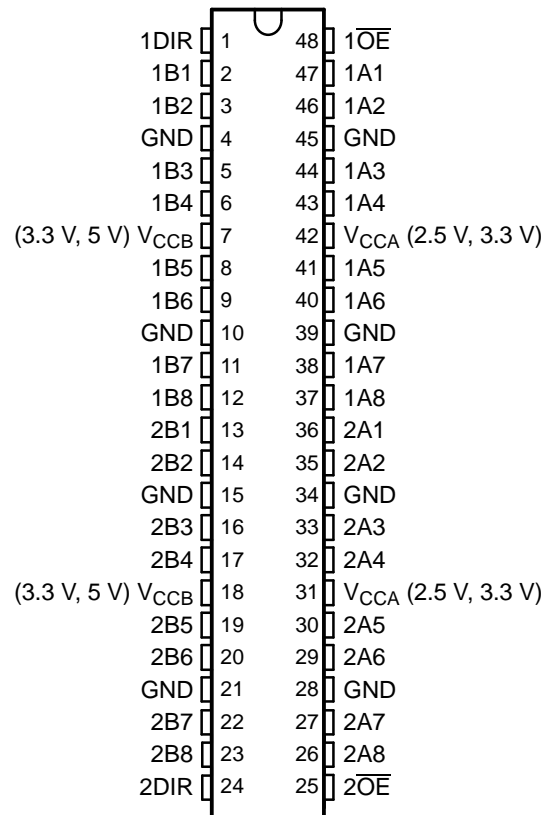 1DIR 1 48 1O̅E̅
1B1 2 47 1A1
1B2 3 46 1A2
GND 4 45 GND
1B3 5 44 1A3
1B4 6 43 1A4
(3.3 V, 5 V) VCCB 7 42 VCCA (2.5 V, 3.3 V)
1B5 8 41 1A5
1B6 9 40 1A6
GND 10 39 GND
1B7 11 38 1A7
1B8 12 37 1A8
2B1 13 36 2A1
2B2 14 35 2A2
GND 15 34 GND
2B3 16 33 2A3
2B4 17 32 2A4
(3.3 V, 5 V) VCCB 18 31 VCCA (2.5 V, 3.3 V)
2B5 19 30 2A5
2B6 20 29 2A6
GND 21 28 GND
2B7 22 27 2A7
2B8 23 26 2A8
2DIR 24 25 2O̅E̅